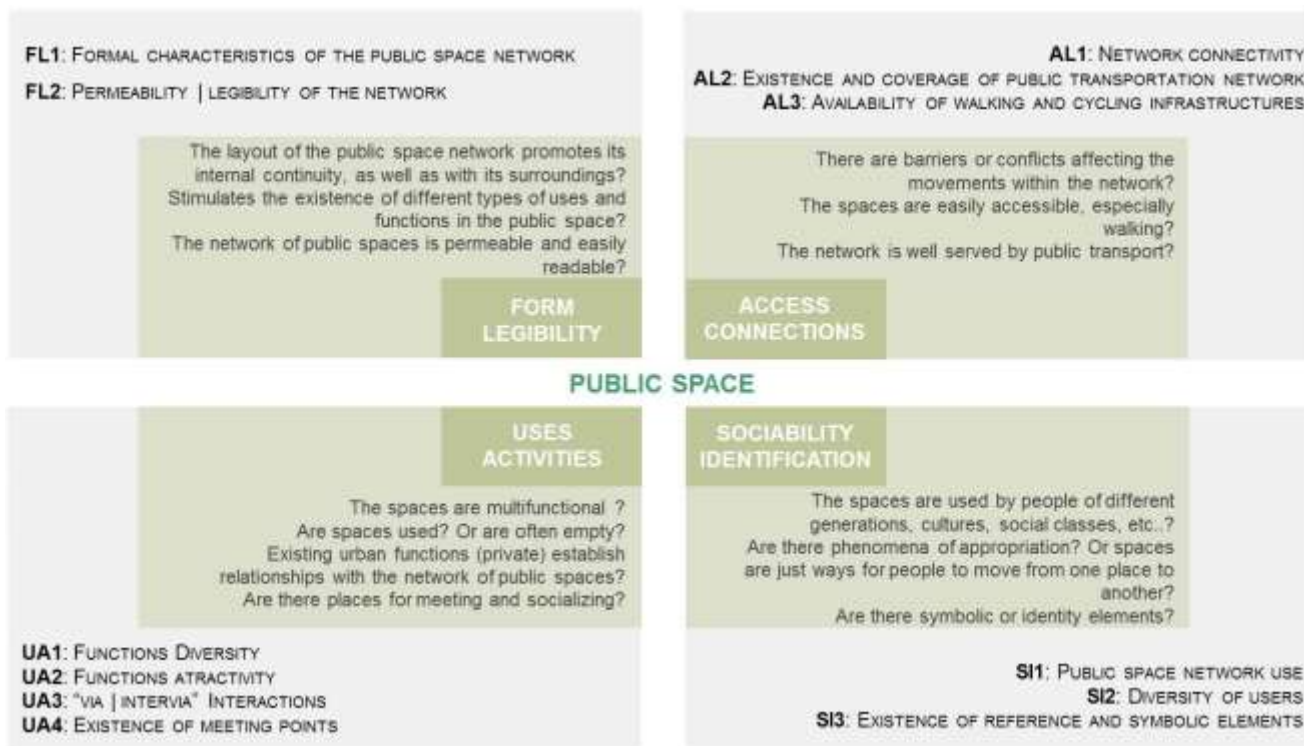 FL1: FORMAL CHARACTERISTICS OF THE PUBLIC SPACE NETWORK
FL2: PERMEABILITY | LEGIBILITY OF THE NETWORK
The layout of the public space network promotes its
internal continuity, as well as with its surroundings?
Stimulates the existence of different types of uses and
functions in the public space?
The network of public spaces is permeable and easily
readable?
FORM
LEGIBILITY
AL1: NETWORK CONNECTIVITY
AL2: EXISTENCE AND COVERAGE OF PUBLIC TRANSPORTATION NETWORK
AL3: AVAILABILITY OF WALKING AND CYCLING INFRASTRUCTURES
There are barriers or conflicts affecting the
movements within the network?
The spaces are easily accessible, especially
walking?
The network is well served by public transport?
ACCESS
CONNECTIONS
PUBLIC SPACE
USES
ACTIVITIES
The spaces are multifunctional ?
Are spaces used? Or are often empty?
Existing urban functions (private) establish
relationships with the network of public spaces?
Are there places for meeting and socializing?
UA1: FUNCTIONS DIVERSITY
UA2: FUNCTIONS ATRACTIVITY
UA3: "VIA | INTERVIA" INTERACTIONS
UA4: EXISTENCE OF MEETING POINTS
SOCIABILITY
IDENTIFICATION
The spaces are used by people of different
generations, cultures, social classes, etc..?
Are there phenomena of appropriation? Or spaces
are just ways for people to move from one place to
another?
Are there symbolic or identity elements?
SI1: PUBLIC SPACE NETWORK USE
SI2: DIVERSITY OF USERS
SI3: EXISTENCE OF REFERENCE AND SYMBOLIC ELEMENTS